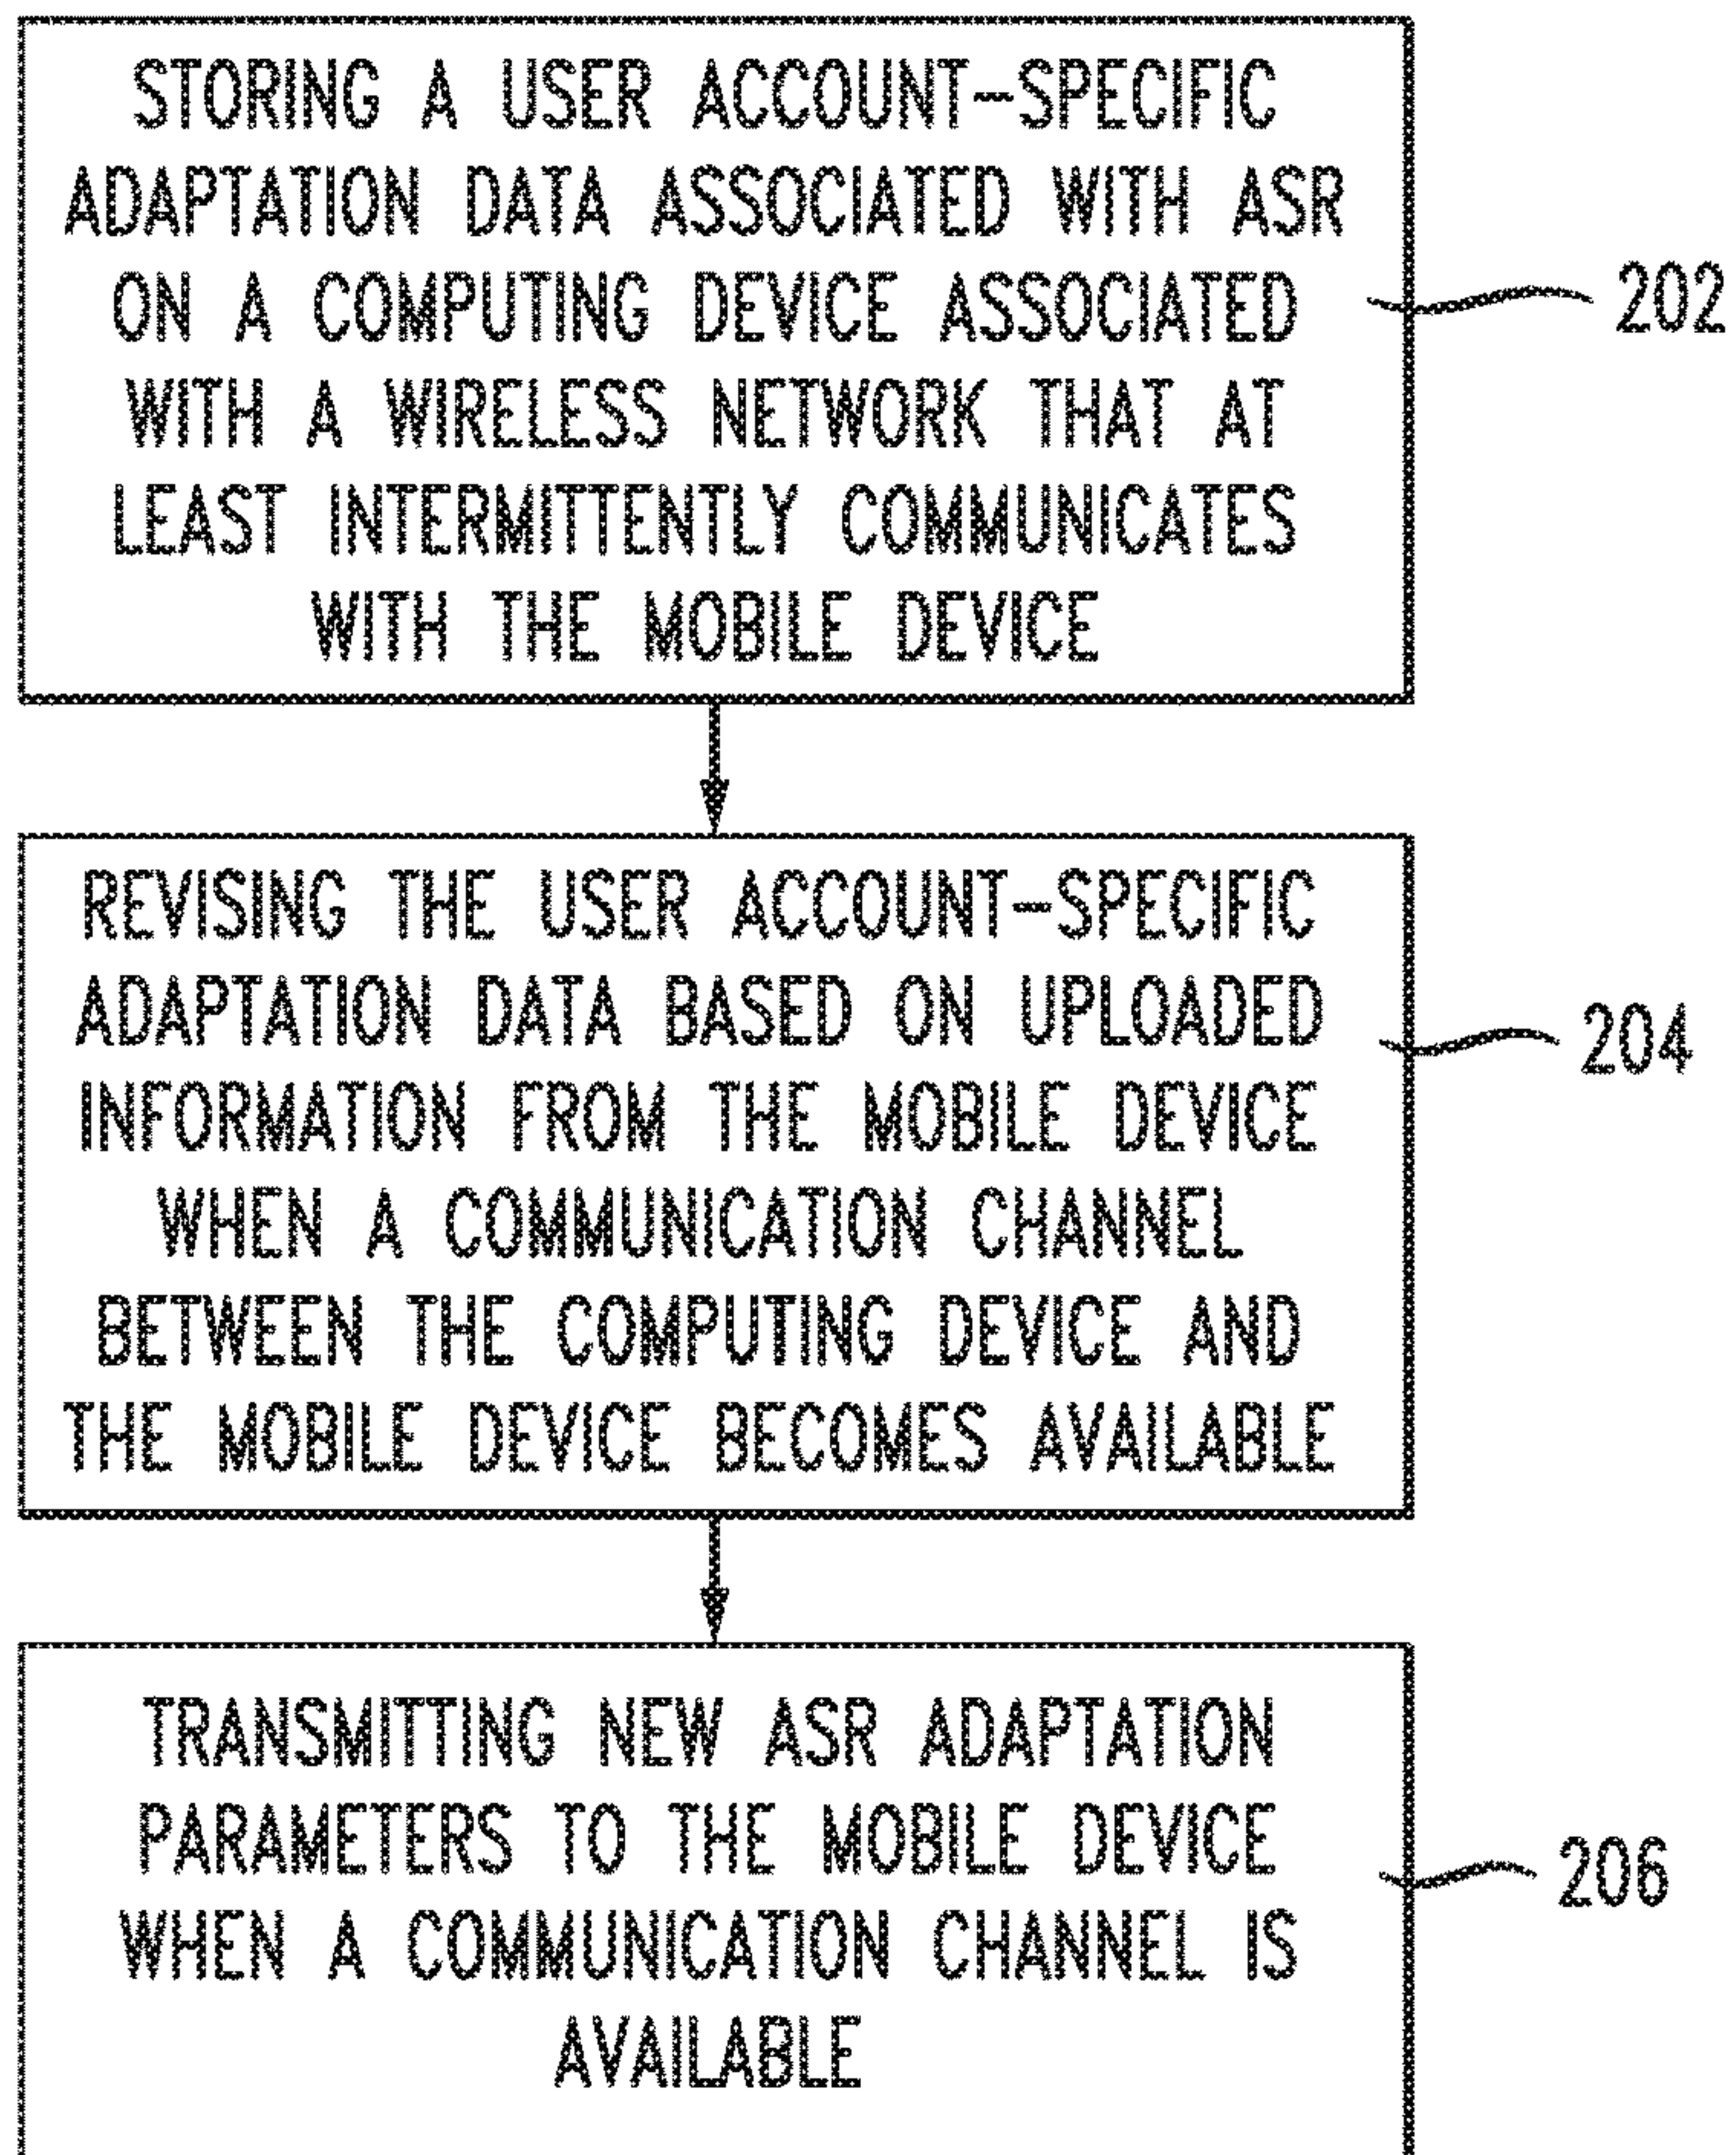 STORING A USER ACCOUNT-SPECIFIC
ADAPTATION DATA ASSOCIATED WITH ASR
ON A COMPUTING DEVICE ASSOCIATED
WITH A WIRELESS NETWORK THAT AT
LEAST INTERMITTENTLY COMMUNICATES
WITH THE MOBILE DEVICE
202
REVISING THE USER ACCOUNT-SPECIFIC
ADAPTATION DATA BASED ON UPLOADED
INFORMATION FROM THE MOBILE DEVICE
WHEN A COMMUNICATION CHANNEL
BETWEEN THE COMPUTING DEVICE AND
THE MOBILE DEVICE BECOMES AVAILABLE
204
TRANSMITTING NEW ASR ADAPTATION
PARAMETERS TO THE MOBILE DEVICE
WHEN A COMMUNICATION CHANNEL IS
AVAILABLE
206